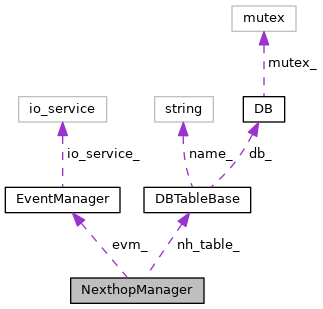 mutex
mutex_
io_service
string
DB
io_service_
name_
db_
EventManager
DBTableBase
evm_
nh_table_
NexthopManager